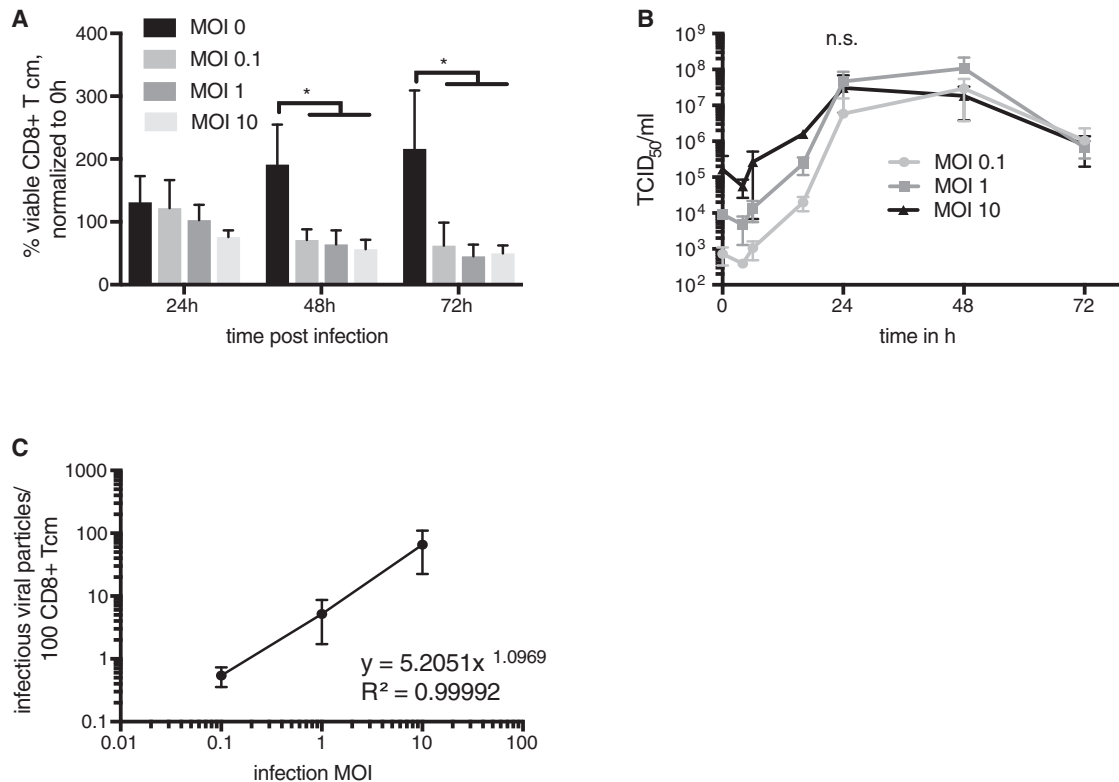 A
% viable CD8+ T cm,
normalized to 0h
400
300
200
100
0
MOI 0
MOI 0.1
MOI 1
MOI 10
*
*
24h
48h
72h
time post infection
B
TCID50/ml
10⁹
10⁸
10⁷
10⁶
10⁵
10⁴
10³
10²
n.s.
MOI 0.1
MOI 1
MOI 10
0
24
48
72
time in h
C
infectious viral particles/
100 CD8+ Tcm
1000
100
10
1
0.1
y = 5.2051x 1.0969
R² = 0.99992
0.01
0.1
1
10
100
infection MOI